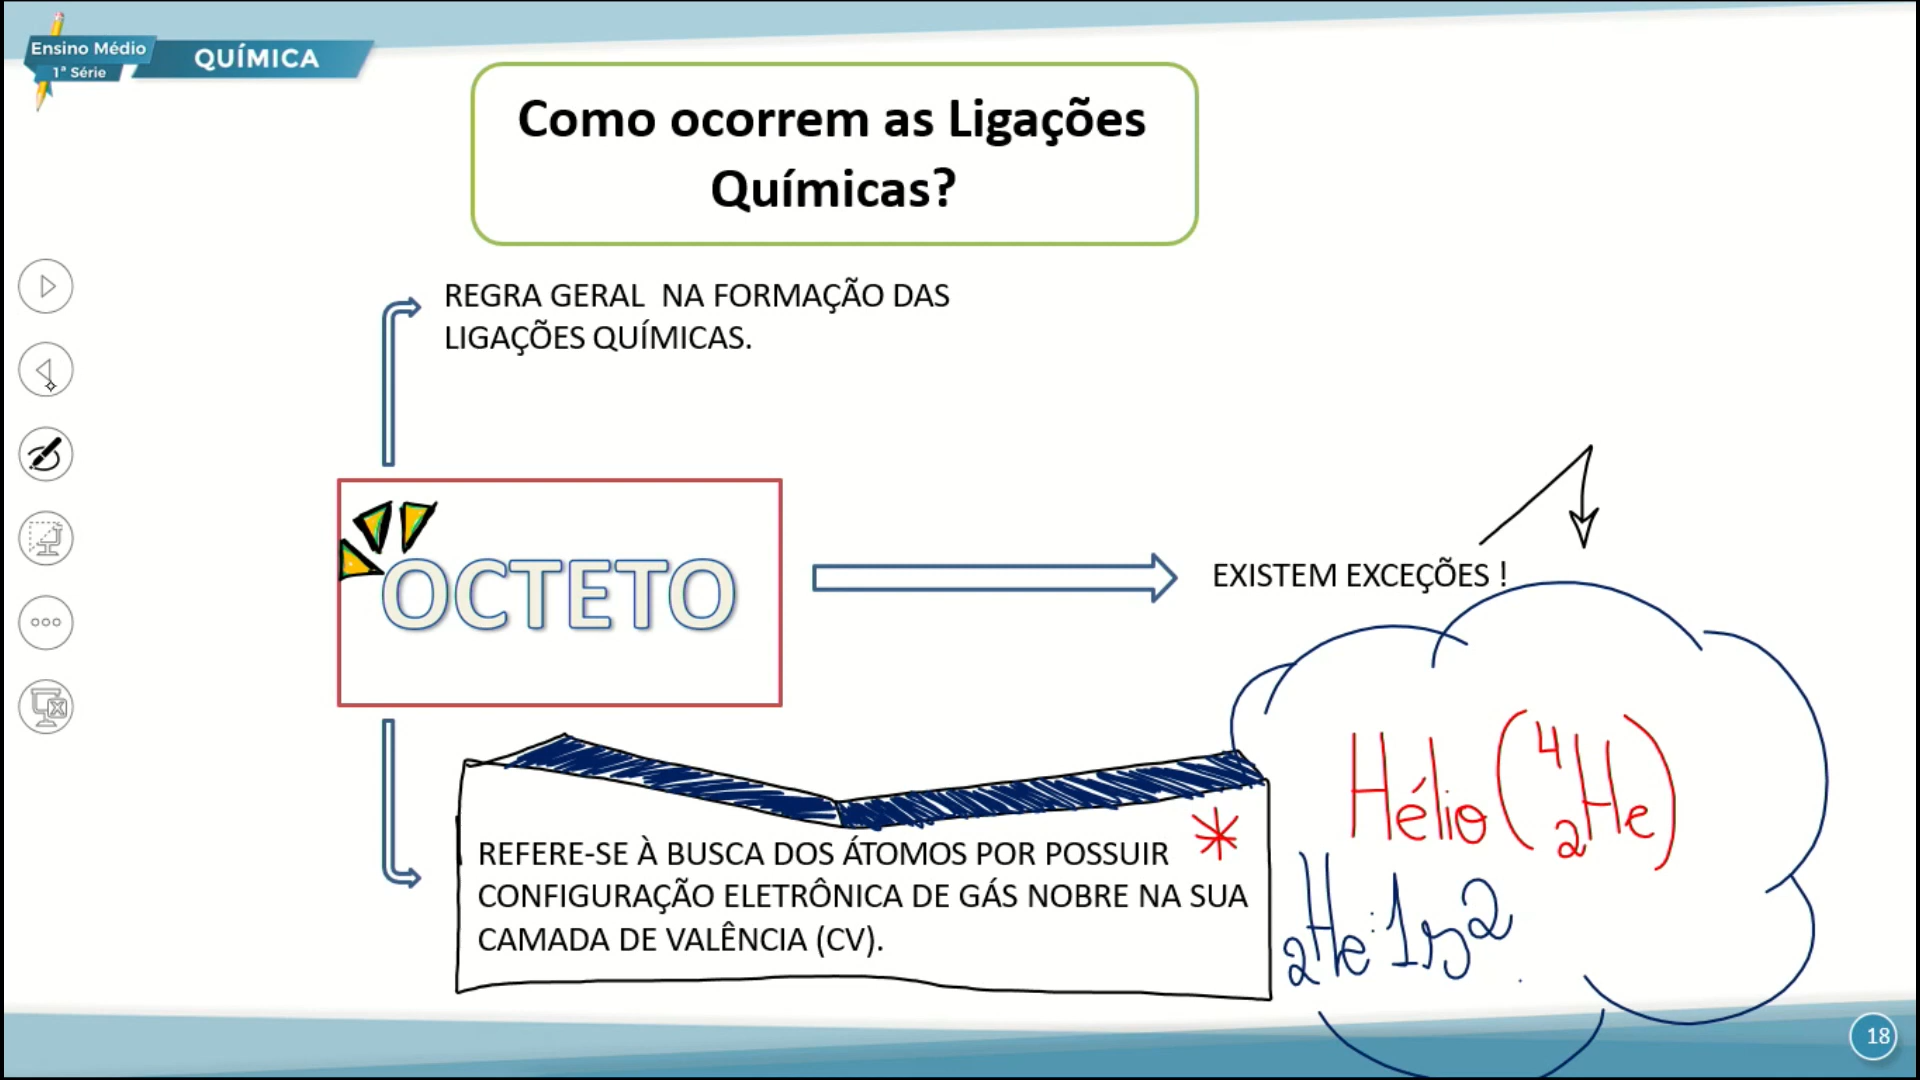 Ensino Médio
1ª Série
QUÍMICA
Como ocorrem as Ligações
Químicas?
REGRA GERAL NA FORMAÇÃO DAS
LIGAÇÕES QUÍMICAS.
OCTETO
EXISTEM EXCEÇÕES !
REFERE-SE À BUSCA DOS ÁTOMOS POR POSSUIR
CONFIGURAÇÃO ELETRÔNICA DE GÁS NOBRE NA SUA
CAMADA DE VALÊNCIA (CV).
Hélio (⁴₂He)
₂He: 1s²
18